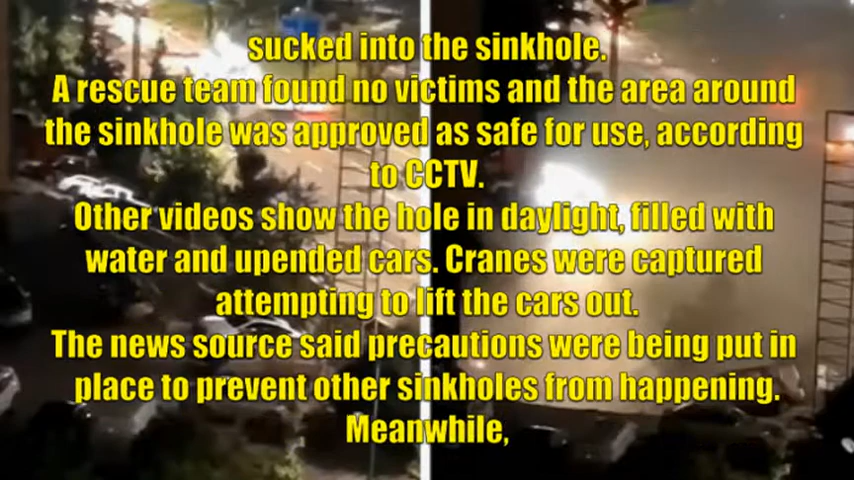 sucked into the sinkhole.
A rescue team found no victims and the area around
the sinkhole was approved as safe for use, according
to CCTV.
Other videos show the hole in daylight, filled with
water and upended cars. Cranes were captured
attempting to lift the cars out.
The news source said precautions were being put in
place to prevent other sinkholes from happening.
Meanwhile,